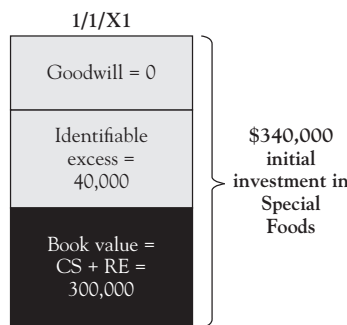 1/1/X1
Goodwill = 0
Identifiable
excess =
40,000
Book value =
CS + RE =
300,000
$340,000
initial
investment in
Special
Foods